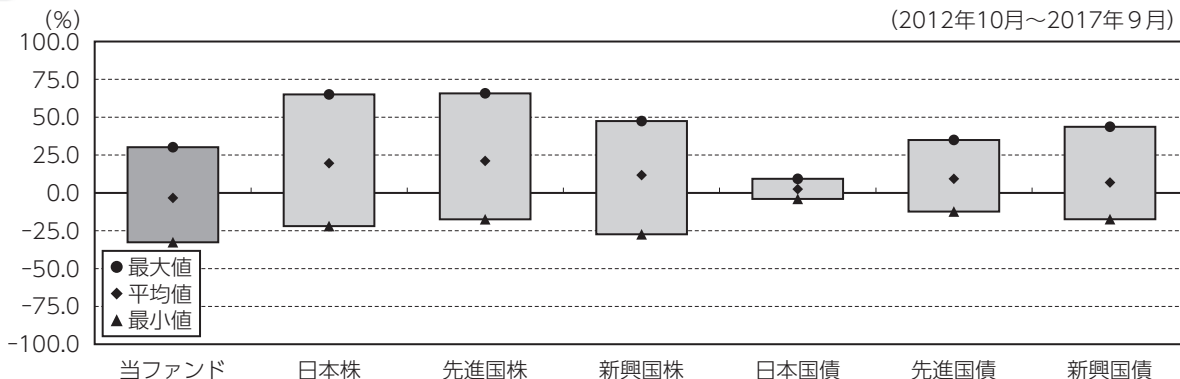 (%)
(2012年10月～2017年９月)
100.0
75.0
50.0
25.0
0.0
-25.0
-50.0
-75.0
-100.0
● 最大値
◆ 平均値
▲ 最小値
当ファンド 日本株 先進国株 新興国株 日本国債 先進国債 新興国債